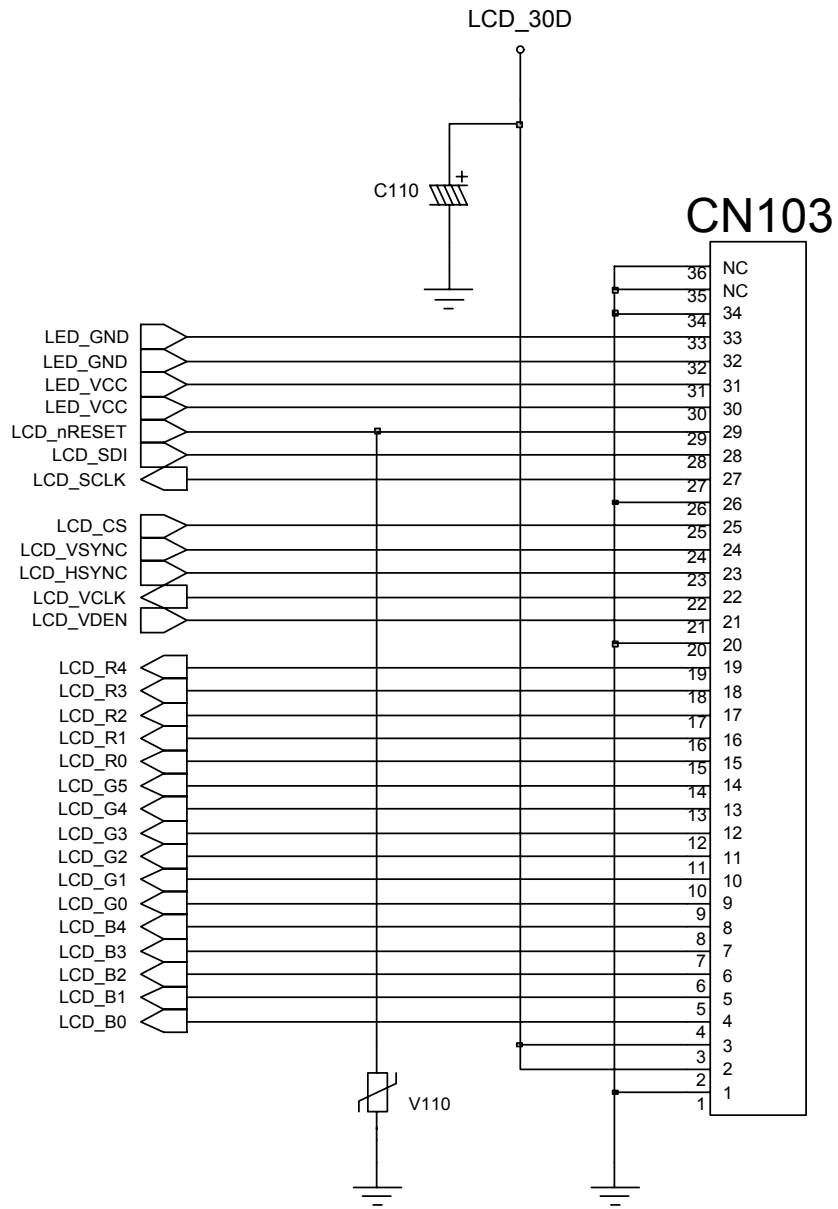 LCD_30D
C110
+
CN103
36 NC
35 NC
34 34
LED_GND 33 33
LED_GND 32 32
LED_VCC 31 31
LED_VCC 30 30
LCD_nRESET 29 29
LCD_SDI 28 28
LCD_SCLK 27 27
26 26
LCD_CS 25 25
LCD_VSYNC 24 24
LCD_HSYNC 23 23
LCD_VCLK 22 22
LCD_VDEN 21 21
20 20
LCD_R4 19 19
LCD_R3 18 18
LCD_R2 17 17
LCD_R1 16 16
LCD_R0 15 15
LCD_G5 14 14
LCD_G4 13 13
LCD_G3 12 12
LCD_G2 11 11
LCD_G1 10 10
LCD_G0 9 9
LCD_B4 8 8
LCD_B3 7 7
LCD_B2 6 6
LCD_B1 5 5
LCD_B0 4 4
3 3
2 2
1 1
V110